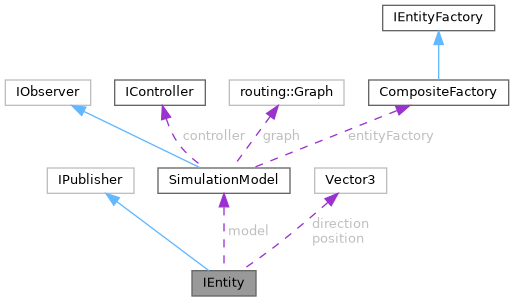 IEntityFactory
IObserver
IController
routing::Graph
CompositeFactory
controller
graph
entityFactory
IPublisher
SimulationModel
Vector3
model
direction
position
IEntity